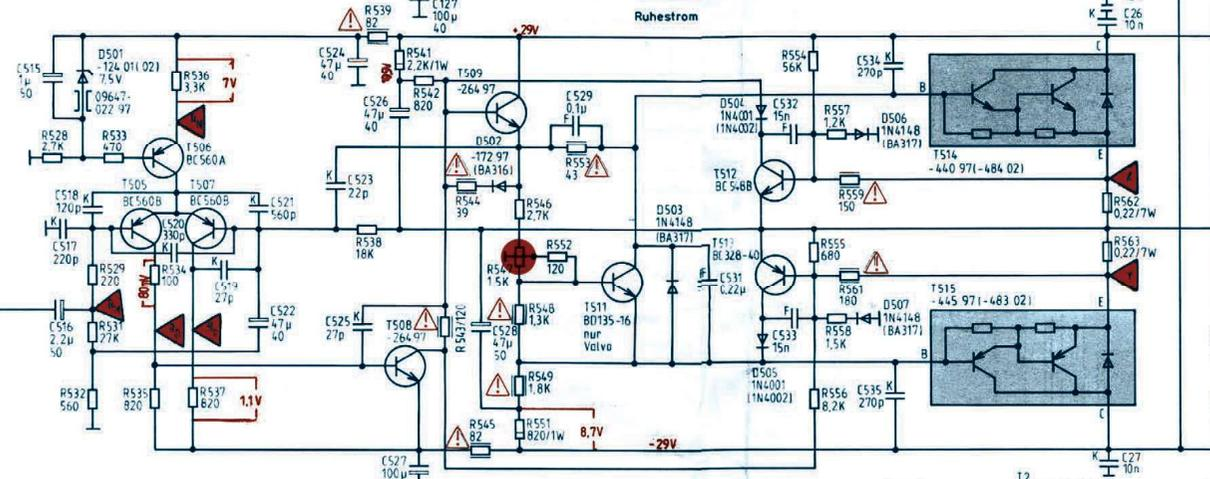 Ruhestrom
C127
100µ
40
R539
82
+29V
C26
10n
K
C515
1µ
50
D501
-124 01(02)
7,5V
09647-
022 97
R536
3,3K
7V
C524
47µ
40
R541
2,2K/1W
R542
820
C526
47µ
40
T509
-264 97
C529
0,1µ
F
R554
56K
C534
270p
K
B
C
E
T514
-440 97(-484 02)
R528
2,7K
R533
470
T506
BC560A
D502
-172 97
(BA316)
R544
39
R553
43
D504
1N4001
(1N4002)
C532
15n
F
R557
1,2K
D506
1N4148
(BA317)
T512
BC548B
R559
150
R562
0,22/7W
C518
120p
K
T505
BC560B
T507
BC560B
C521
560p
K
C523
22p
K
R546
2,7K
C520
330p
K
C517
220p
K
R538
18K
D503
1N4148
(BA317)
R529
220
R534
100
80mV
C519
27p
K
R547
1.5K
R552
120
T511
BD135-16
nur
Valvo
C531
0,22µ
F
T513
BC328-40
R555
680
R561
180
R563
0,22/7W
C516
2,2µ
50
R531
27K
C522
47µ
40
C525
27p
K
T508
-26497
R543/120
C528
47µ
50
R548
1,3K
C533
15n
F
R558
1,5K
D507
1N4148
(BA317)
T515
-445 97(-483 02)
E
B
C
R532
560
R535
820
R537
820
1,1V
R549
1,8K
R551
820/1W
8,7V
D505
1N4001
(1N4002)
R556
8,2K
C535
270p
K
R545
82
-29V
C527
100µ
C27
10n
K